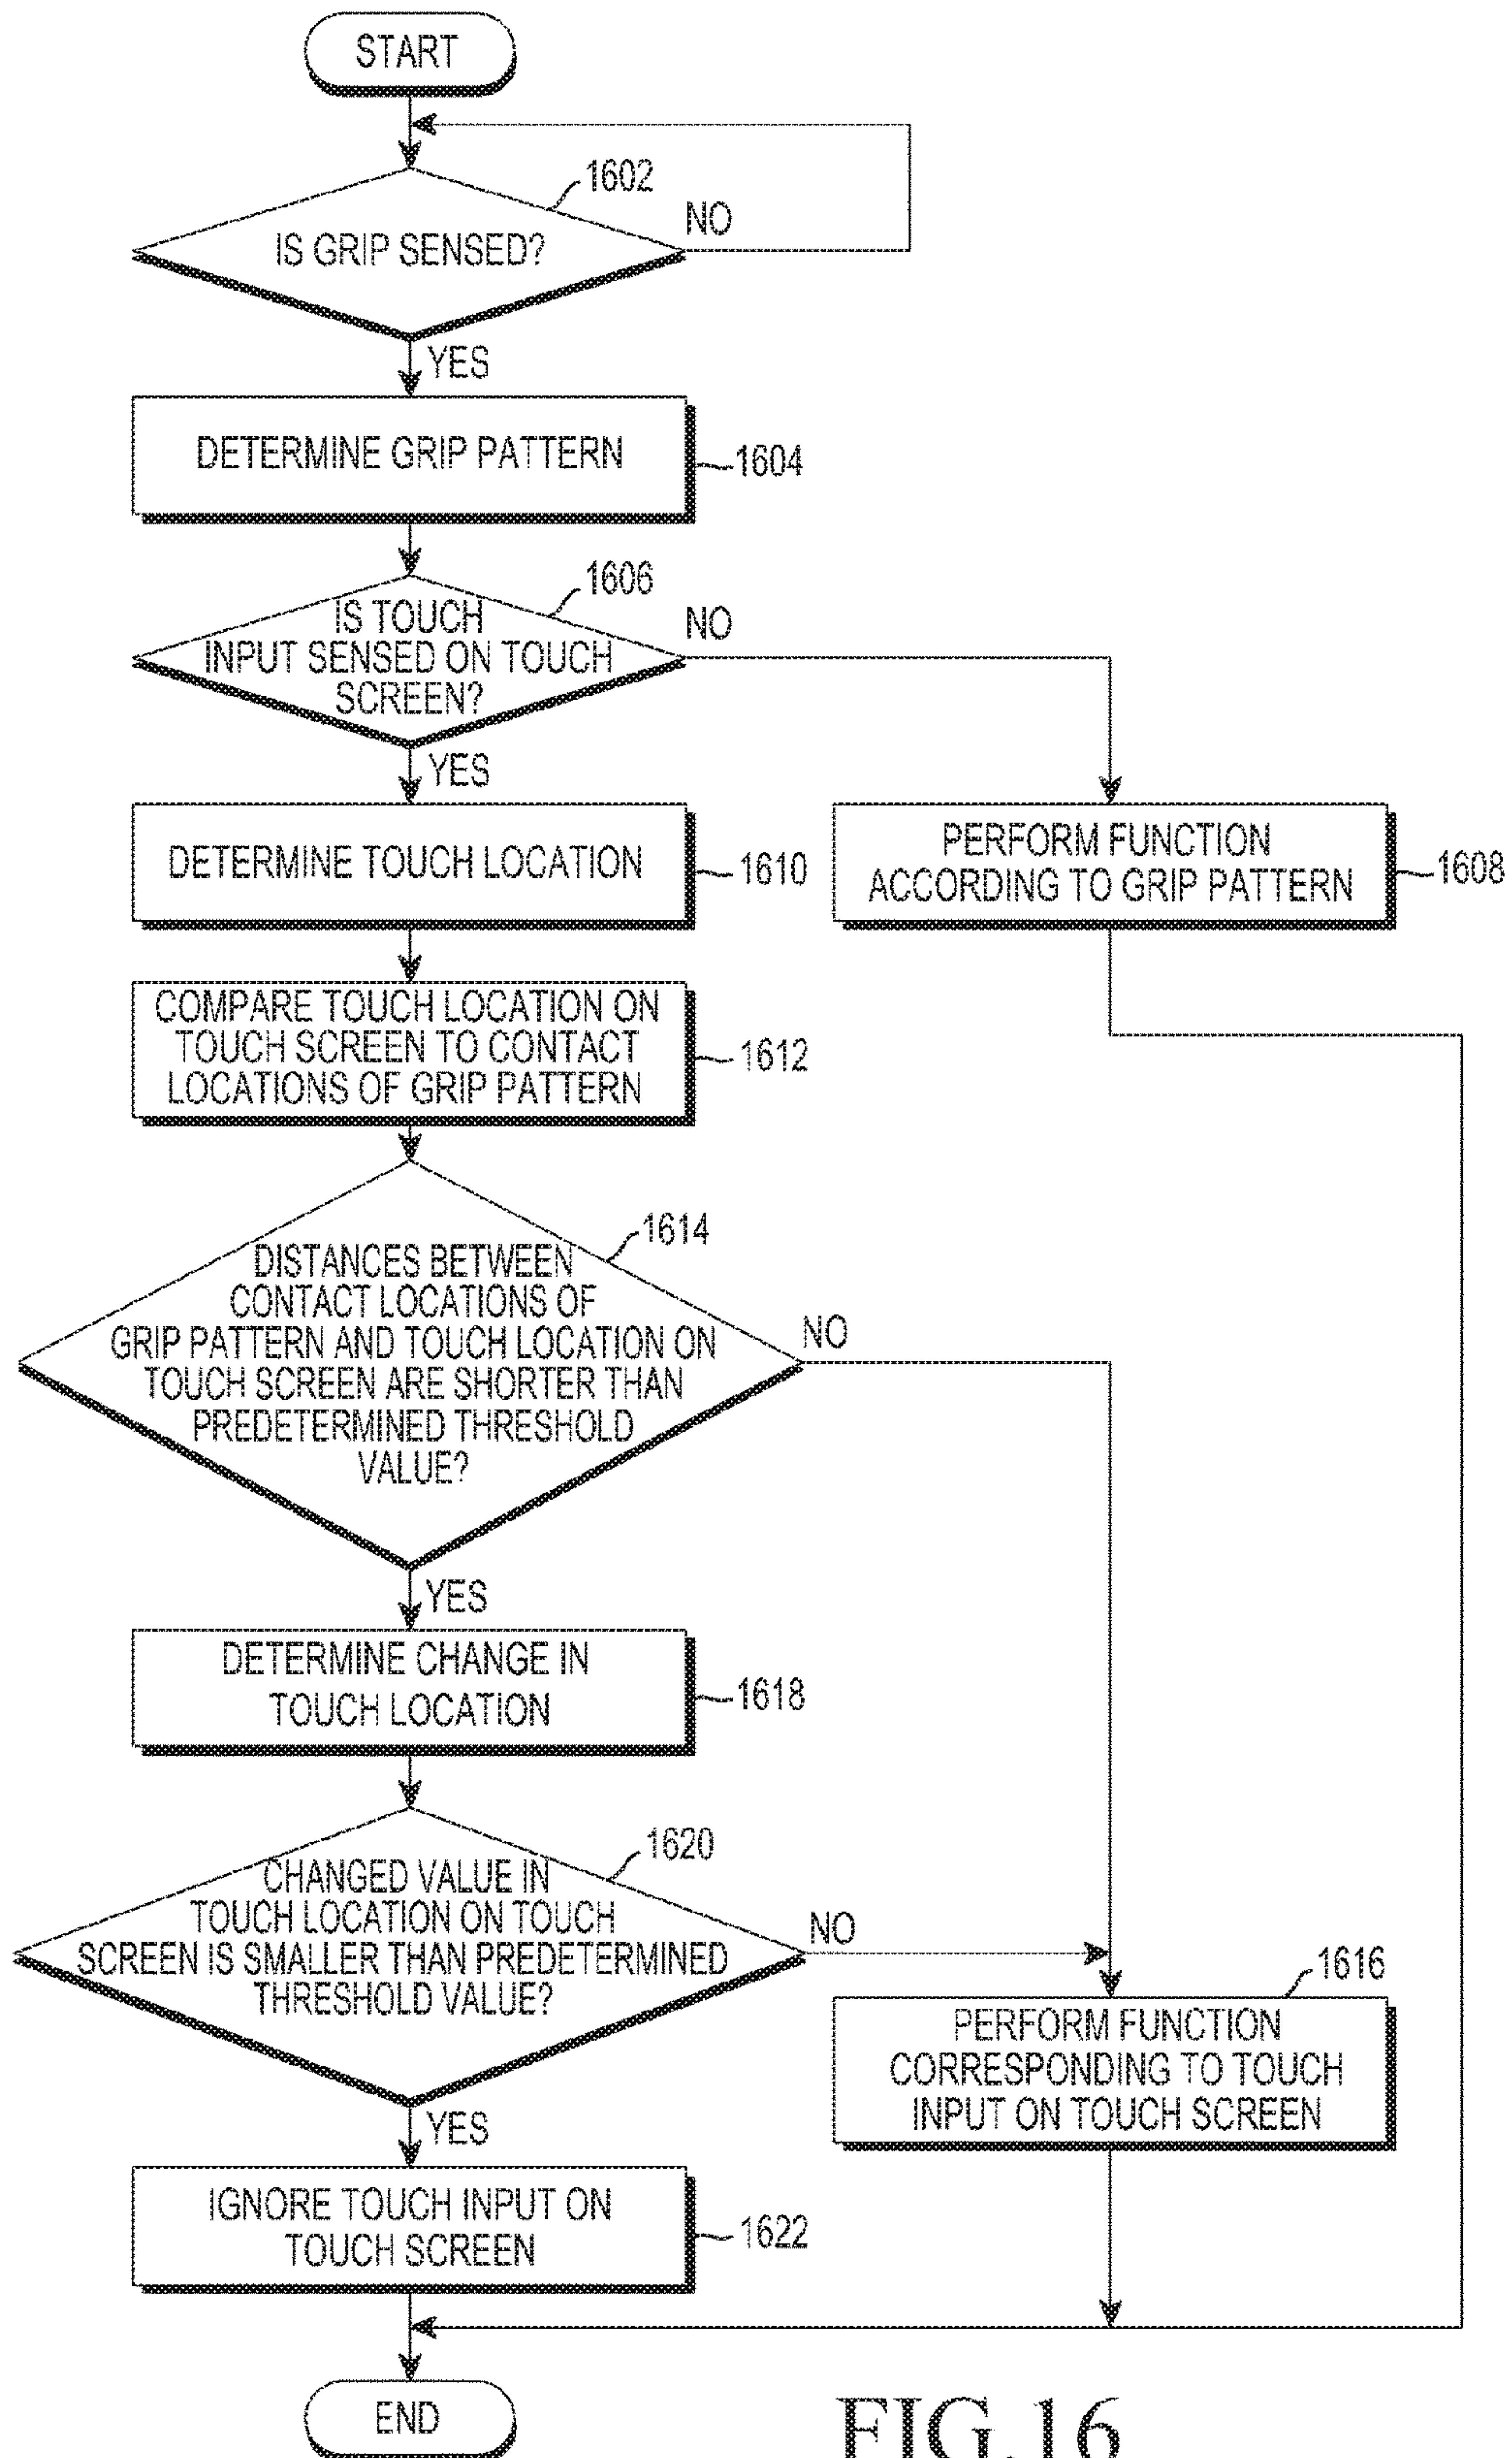 START
1602
NO
IS GRIP SENSED?
YES
DETERMINE GRIP PATTERN
1604
1606
NO
IS TOUCH
INPUT SENSED ON TOUCH
SCREEN?
YES
DETERMINE TOUCH LOCATION
1610
PERFORM FUNCTION
ACCORDING TO GRIP PATTERN
1608
COMPARE TOUCH LOCATION ON
TOUCH SCREEN TO CONTACT
LOCATIONS OF GRIP PATTERN
1612
1614
DISTANCES BETWEEN
CONTACT LOCATIONS OF
GRIP PATTERN AND TOUCH LOCATION ON
TOUCH SCREEN ARE SHORTER THAN
PREDETERMINED THRESHOLD
VALUE?
NO
YES
DETERMINE CHANGE IN
TOUCH LOCATION
1618
1620
CHANGED VALUE IN
TOUCH LOCATION ON TOUCH
SCREEN IS SMALLER THAN PREDETERMINED
THRESHOLD VALUE?
NO
1616
PERFORM FUNCTION
CORRESPONDING TO TOUCH
INPUT ON TOUCH SCREEN
YES
IGNORE TOUCH INPUT ON
TOUCH SCREEN
1622
END
FIG.16